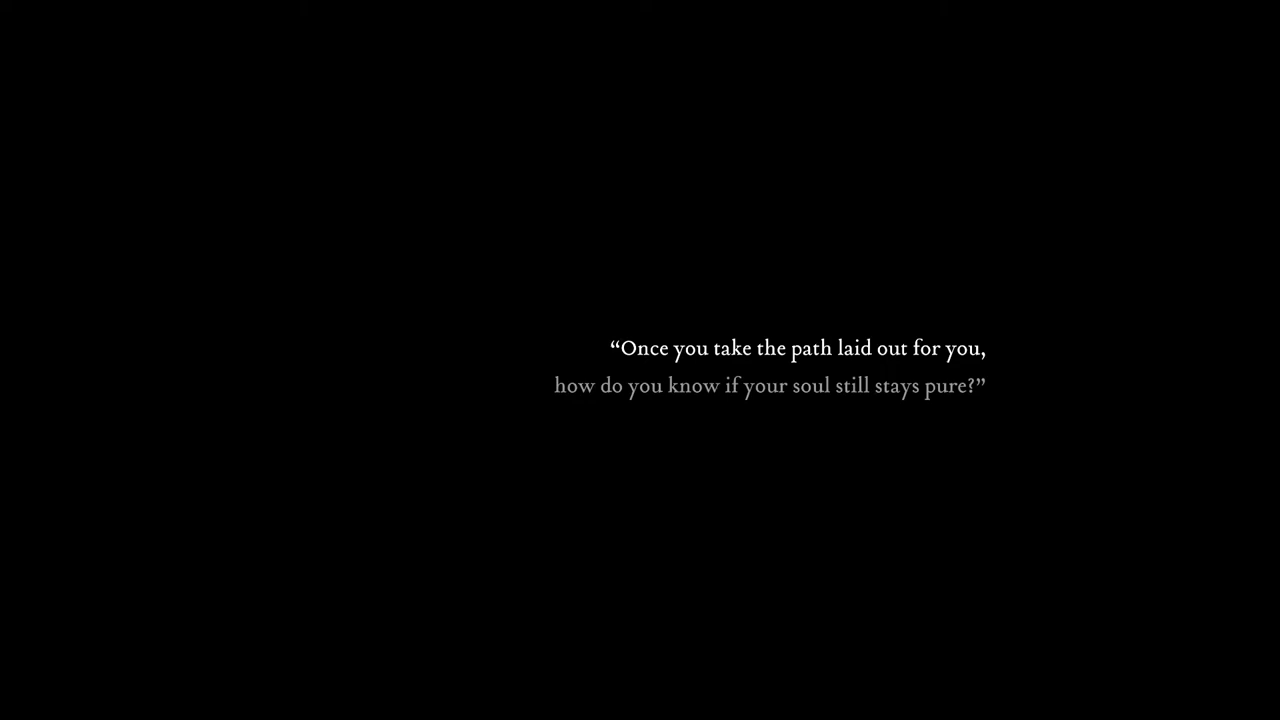 “Once you take the path laid out for you,
how do you know if your soul still stays pure?”